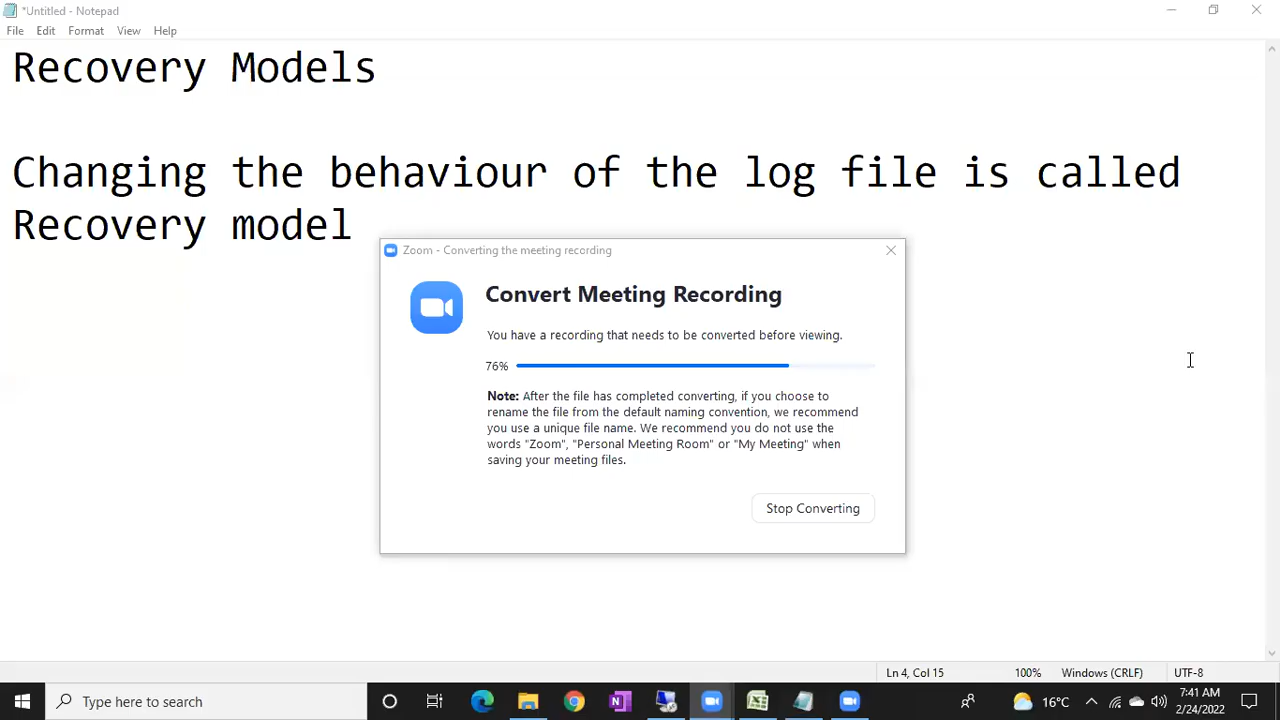 *Untitled - Notepad
File Edit Format View Help
Recovery Models
Changing the behaviour of the log file is called
Recovery model
Zoom - Converting the meeting recording
Convert Meeting Recording
You have a recording that needs to be converted before viewing.
76%
Note: After the file has completed converting, if you choose to
rename the file from the default naming convention, we recommend
you use a unique file name. We recommend you do not use the
words "Zoom", "Personal Meeting Room" or "My Meeting" when
saving your meeting files.
Stop Converting
Ln 4, Col 15 100% Windows (CRLF) UTF-8
Type here to search
16°C
7:41 AM
2/24/2022